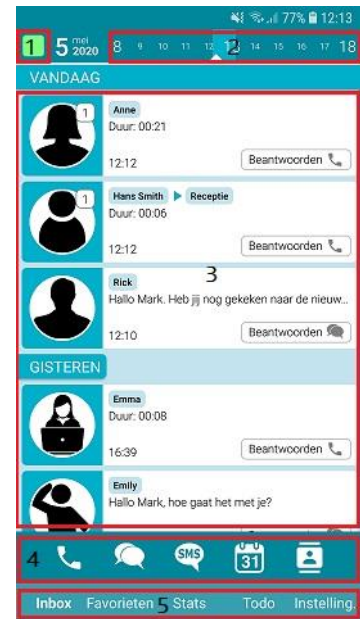 77% 12:13
1 5 mei 2020 8 9 10 11 12 2 13 14 15 16 17 18
VANDAAG
1
Anne
Duur: 00:21
12:12 Beantwoorden
1
Hans Smith Receptie
Duur: 00:06
12:12 Beantwoorden
3
Rick
Hallo Mark. Heb jij nog gekeken naar de nieuw...
12:10 Beantwoorden
GISTEREN
Emma
Duur: 00:08
16:39 Beantwoorden
Emily
Hallo Mark, hoe gaat het met je?
4 SMS 31
Inbox Favorieten 5 Stats Todo Instelling.